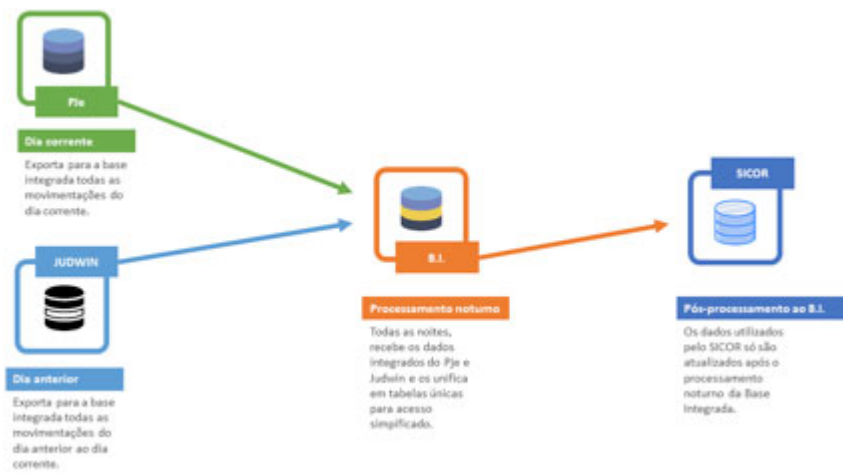 PJe
Dia corrente
Exporta para a base
integrada todas as
movimentações do
dia corrente.
JUDWIN
Dia anterior
Exporta para a base
integrada todas as
movimentações do
dia anterior ao dia
corrente.
B.I.
Processamento noturno
Todas as noites,
recebe os dados
integrados do Pje e
Judwin e os unifica
em tabelas únicas
para acesso
simplificado.
SICOR
Pós-processamento ao B.I.
Os dados utilizados
pelo SICOR só são
atualizados após o
processamento
noturno da Base
Integrada.